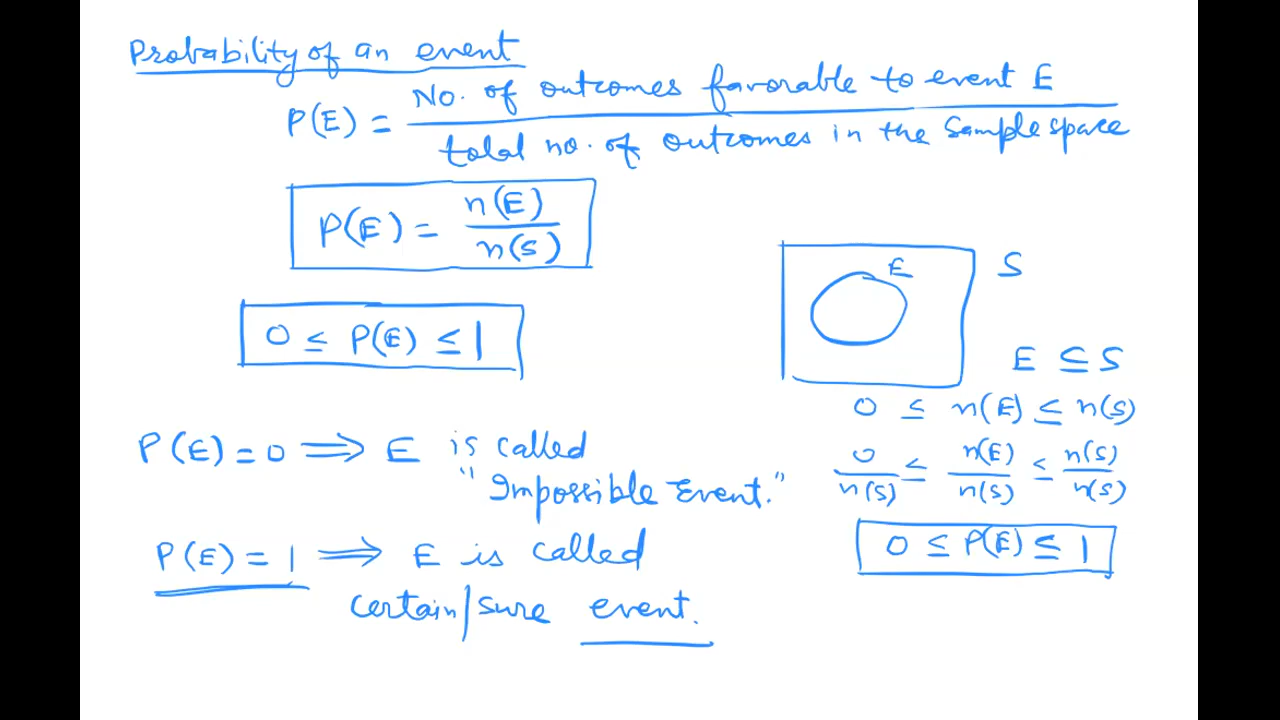 Probability of an event
P(E) = No. of outcomes favorable to event E / total no. of outcomes in the sample space
P(E) = n(E) / n(S)
0 ≤ P(E) ≤ 1
P(E) = 0 ⟹ E is called
"Impossible Event."
P(E) = 1 ⟹ E is called
certain/sure event.
E S
E ⊆ S
0 ≤ n(E) ≤ n(S)
0/n(S) ≤ n(E)/n(S) ≤ n(S)/n(S)
0 ≤ P(E) ≤ 1